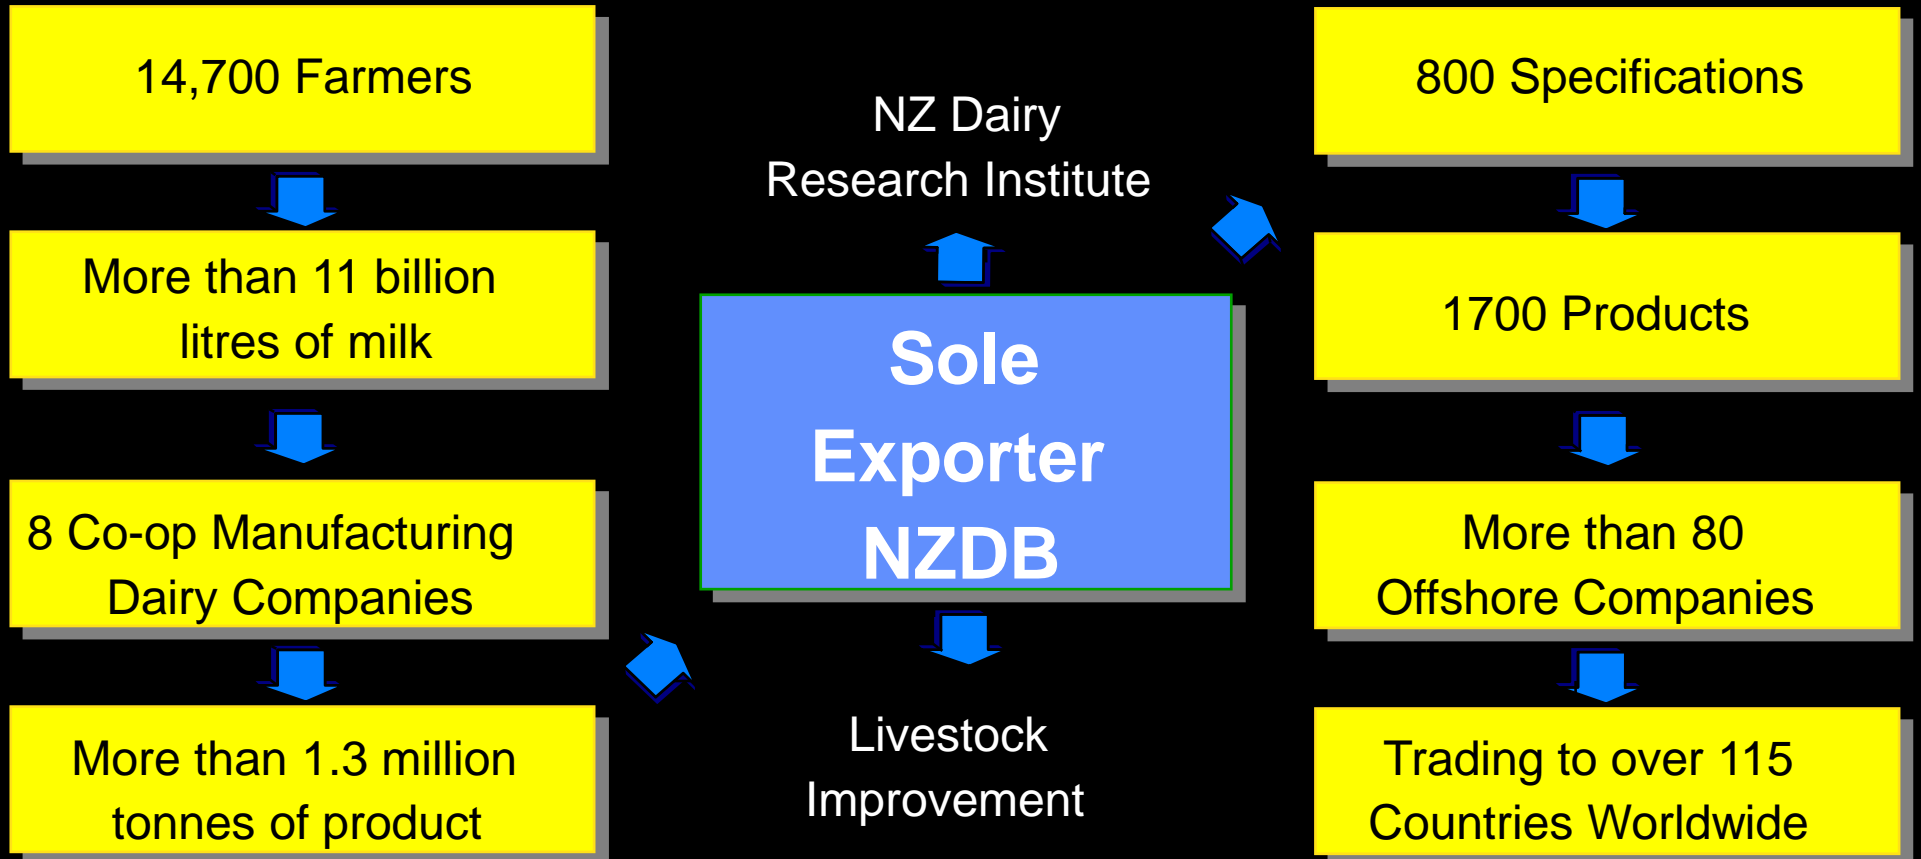 14,700 Farmers
More than 11 billion
litres of milk
8 Co-op Manufacturing
Dairy Companies
More than 1.3 million
tonnes of product
NZ Dairy
Research Institute
Sole
Exporter
NZDB
Livestock
Improvement
800 Specifications
1700 Products
More than 80
Offshore Companies
Trading to over 115
Countries Worldwide